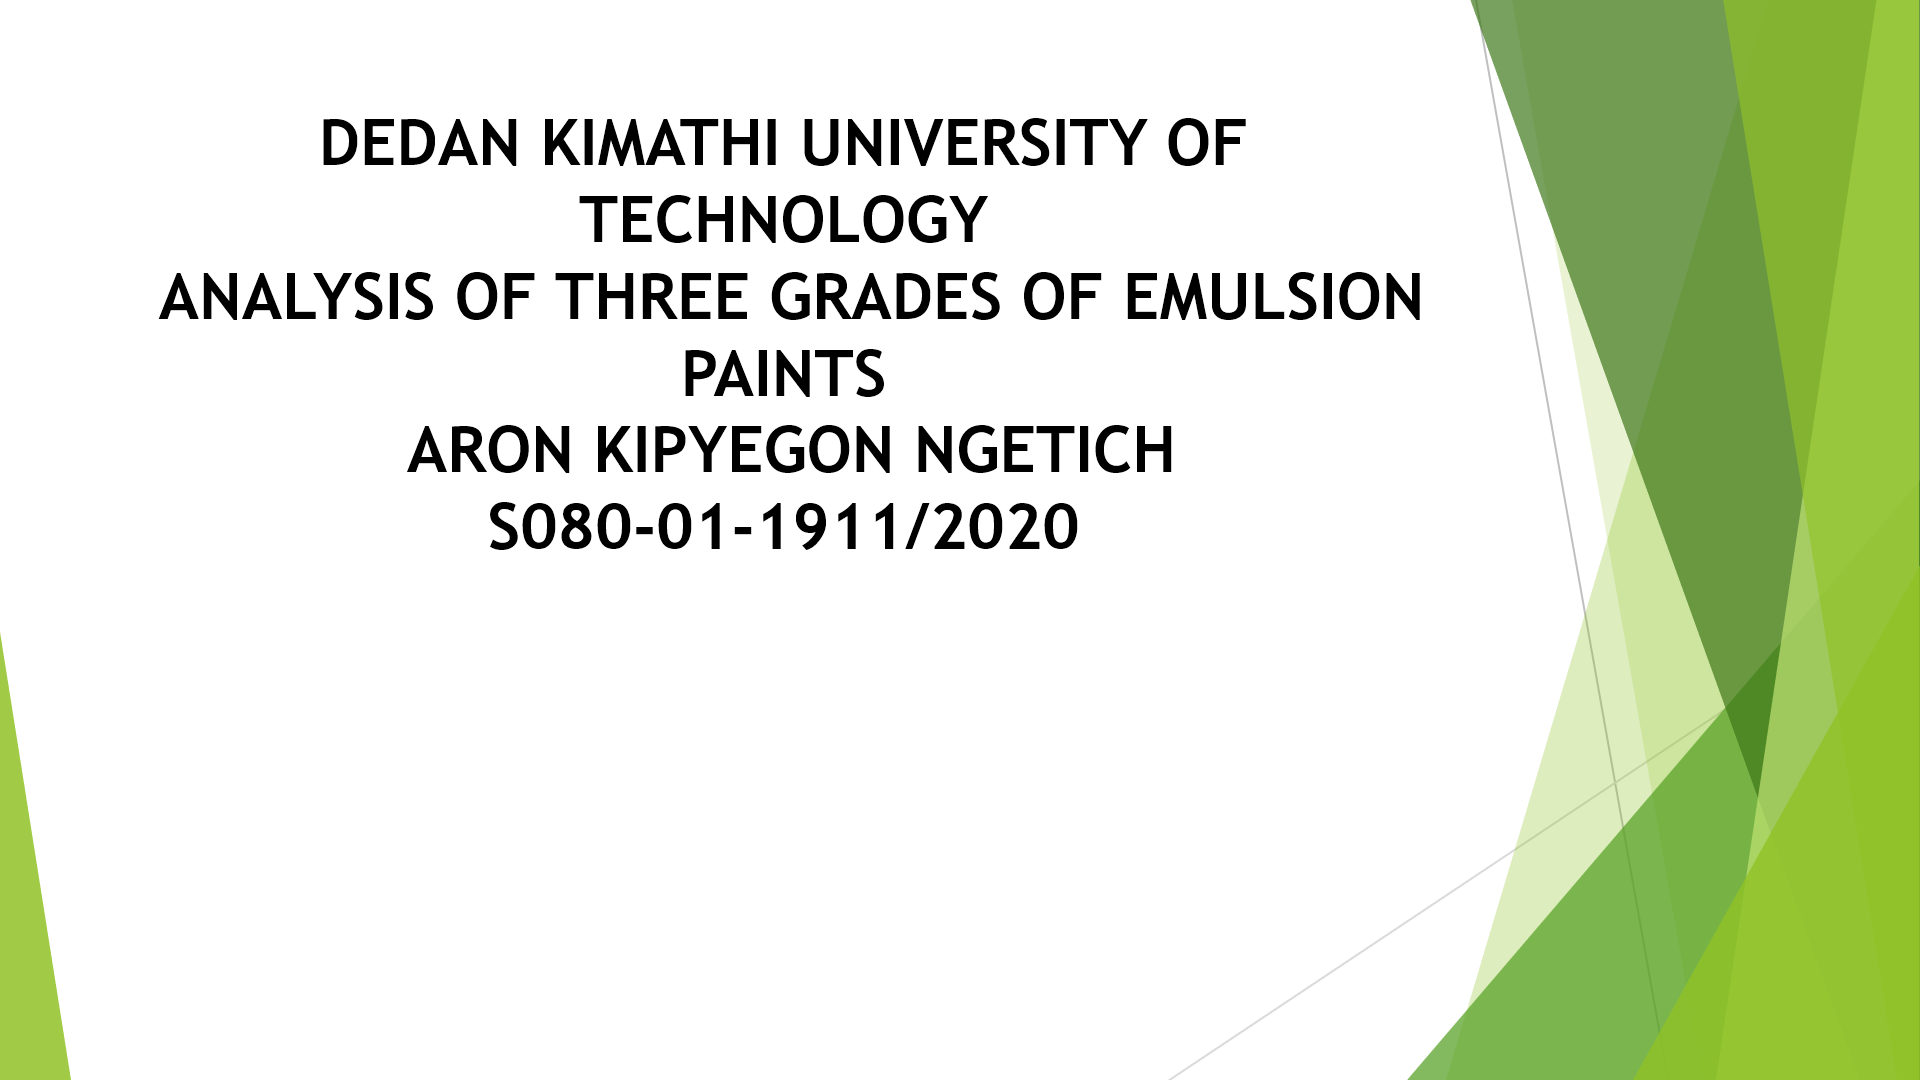 DEDAN KIMATHI UNIVERSITY OF
TECHNOLOGY
ANALYSIS OF THREE GRADES OF EMULSION
PAINTS
ARON KIPYEGON NGETICH
S080-01-1911/2020